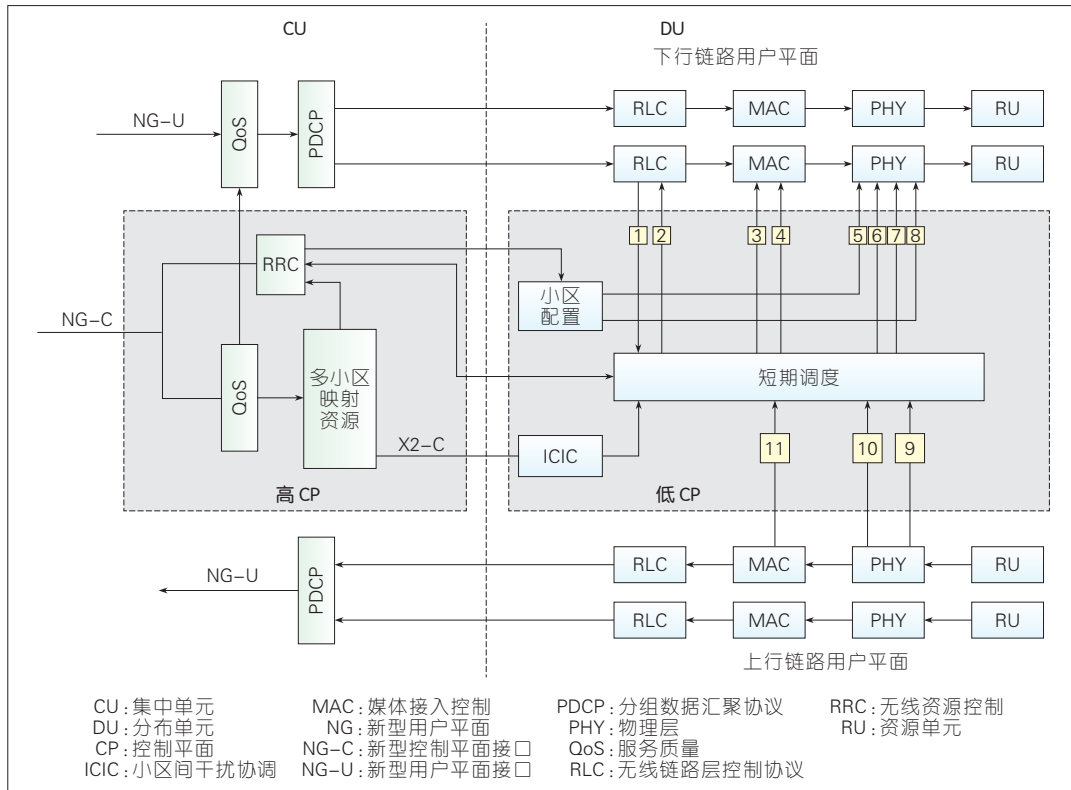 CU
DU
下行链路用户平面
NG-U
QoS
PDCP
RLC
MAC
PHY
RU
RLC
MAC
PHY
RU
1
2
3
4
5
6
7
8
RRC
小区
配置
NG-C
QoS
多小区
映射
资源
短期调度
X2-C
ICIC
11
10
9
高 CP
低 CP
NG-U
PDCP
RLC
MAC
PHY
RU
RLC
MAC
PHY
RU
上行链路用户平面
CU:集中单元
DU:分布单元
CP:控制平面
ICIC:小区间干扰协调
MAC:媒体接入控制
NG:新型用户平面
NG-C:新型控制平面接口
NG-U:新型用户平面接口
PDCP:分组数据汇聚协议
PHY:物理层
QoS:服务质量
RLC:无线链路层控制协议
RRC:无线资源控制
RU:资源单元